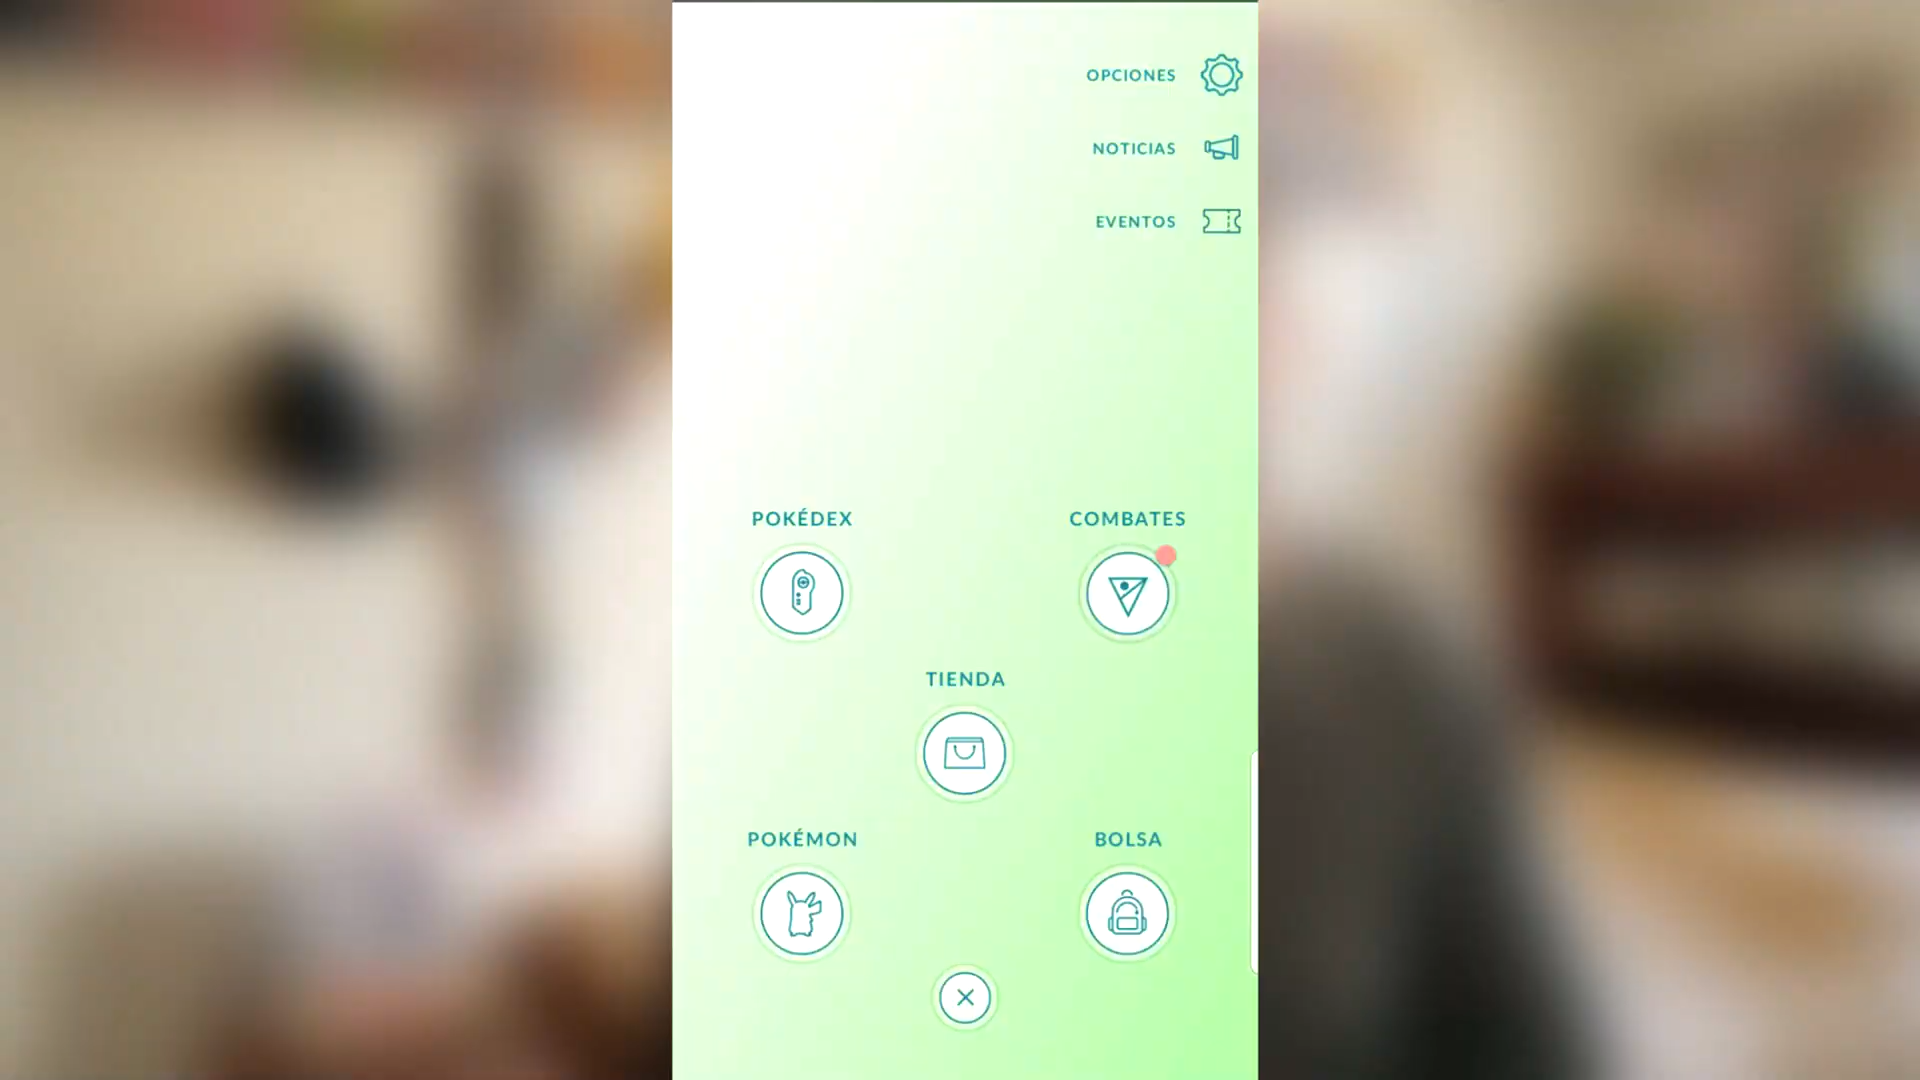 OPCIONES
NOTICIAS
EVENTOS
POKÉDEX
COMBATES
TIENDA
POKÉMON
BOLSA